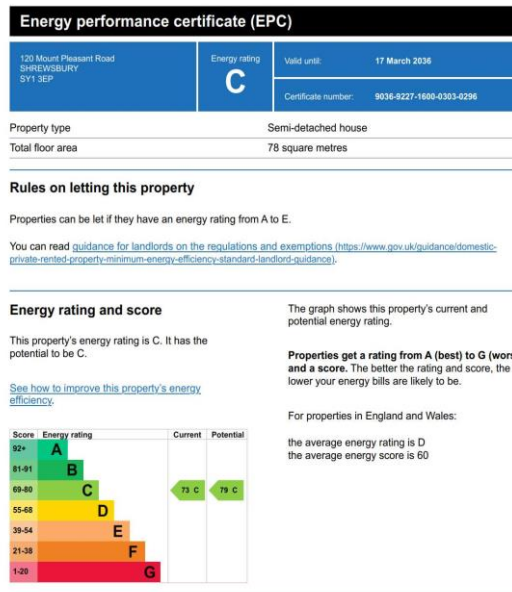 Energy performance certificate (EPC)
120 Mount Pleasant Road
SHREWSBURY
SY1 3EP
Energy rating
C
Valid until:
17 March 2036
Certificate number:
9036-9227-1600-0303-0296
Property type
Semi-detached house
Total floor area
78 square metres
Rules on letting this property
Properties can be let if they have an energy rating from A to E.
You can read guidance for landlords on the regulations and exemptions (https://www.gov.uk/guidance/domestic-
private-rented-property-minimum-energy-efficiency-standard-landlord-guidance).
Energy rating and score
This property's energy rating is C. It has the
potential to be C.
See how to improve this property's energy
efficiency.
Score Energy rating Current Potential
92+ A
81-91 B
69-80 C 73 C 79 C
55-68 D
39-54 E
21-38 F
1-20 G
The graph shows this property's current and
potential energy rating.
Properties get a rating from A (best) to G (wors
and a score. The better the rating and score, the
lower your energy bills are likely to be.
For properties in England and Wales:
the average energy rating is D
the average energy score is 60